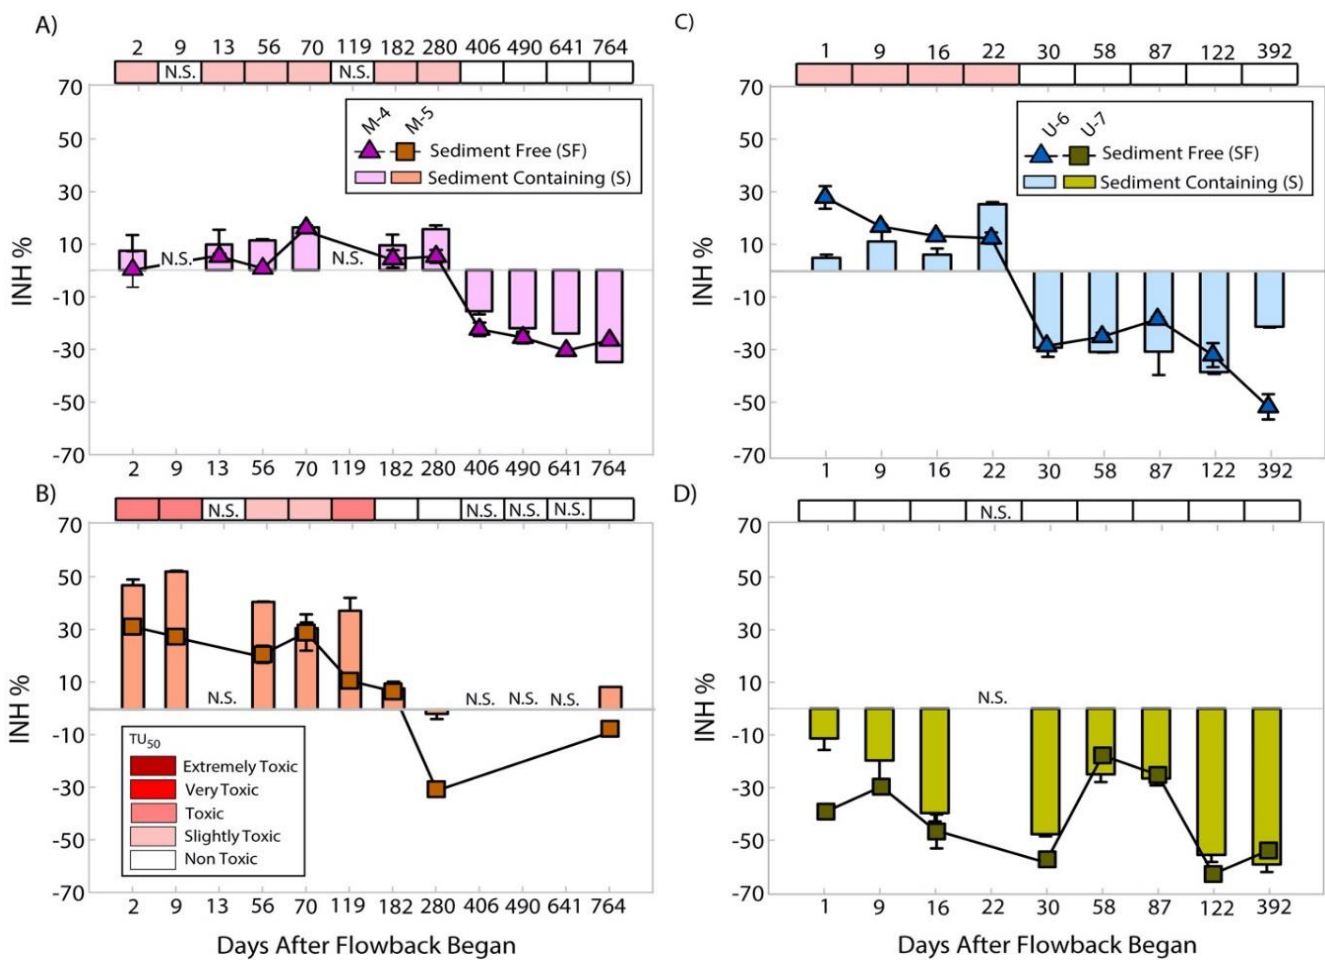 A)
2 9 13 56 70 119 182 280 406 490 641 764
N.S. N.S.
70
50
30
10
-10
-30
-50
-70
INH %
M-4 M-5
Sediment Free (SF)
Sediment Containing (S)
N.S. N.S.
2 9 13 56 70 119 182 280 406 490 641 764
B)
N.S. N.S. N.S. N.S.
70
50
30
10
-10
-30
-50
-70
INH %
N.S. N.S. N.S. N.S.
TU50
Extremely Toxic
Very Toxic
Toxic
Slightly Toxic
Non Toxic
2 9 13 56 70 119 182 280 406 490 641 764
Days After Flowback Began
C)
1 9 16 22 30 58 87 122 392
70
50
30
10
-10
-30
-50
-70
INH %
U-6 U-7
Sediment Free (SF)
Sediment Containing (S)
1 9 16 22 30 58 87 122 392
D)
N.S.
70
50
30
10
-10
-30
-50
-70
INH %
N.S.
1 9 16 22 30 58 87 122 392
Days After Flowback Began